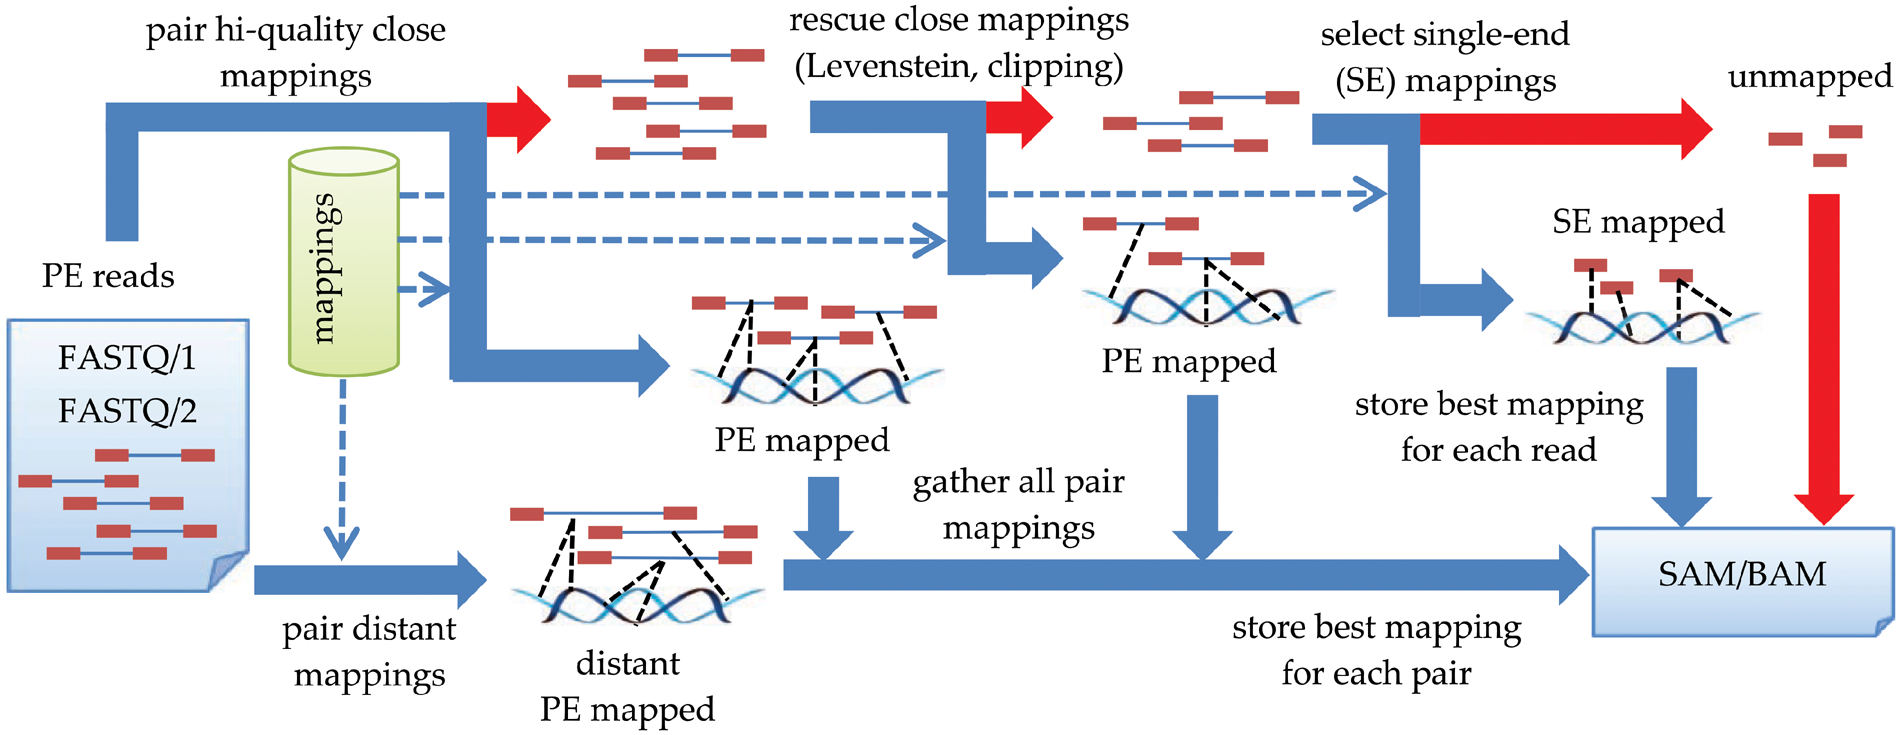 pair hi-quality close
mappings
rescue close mappings
(Levenstein, clipping)
select single-end
(SE) mappings
unmapped
PE reads
mappings
FASTQ/1
FASTQ/2
PE mapped
PE mapped
SE mapped
store best mapping
for each read
gather all pair
mappings
pair distant
mappings
distant
PE mapped
store best mapping
for each pair
SAM/BAM